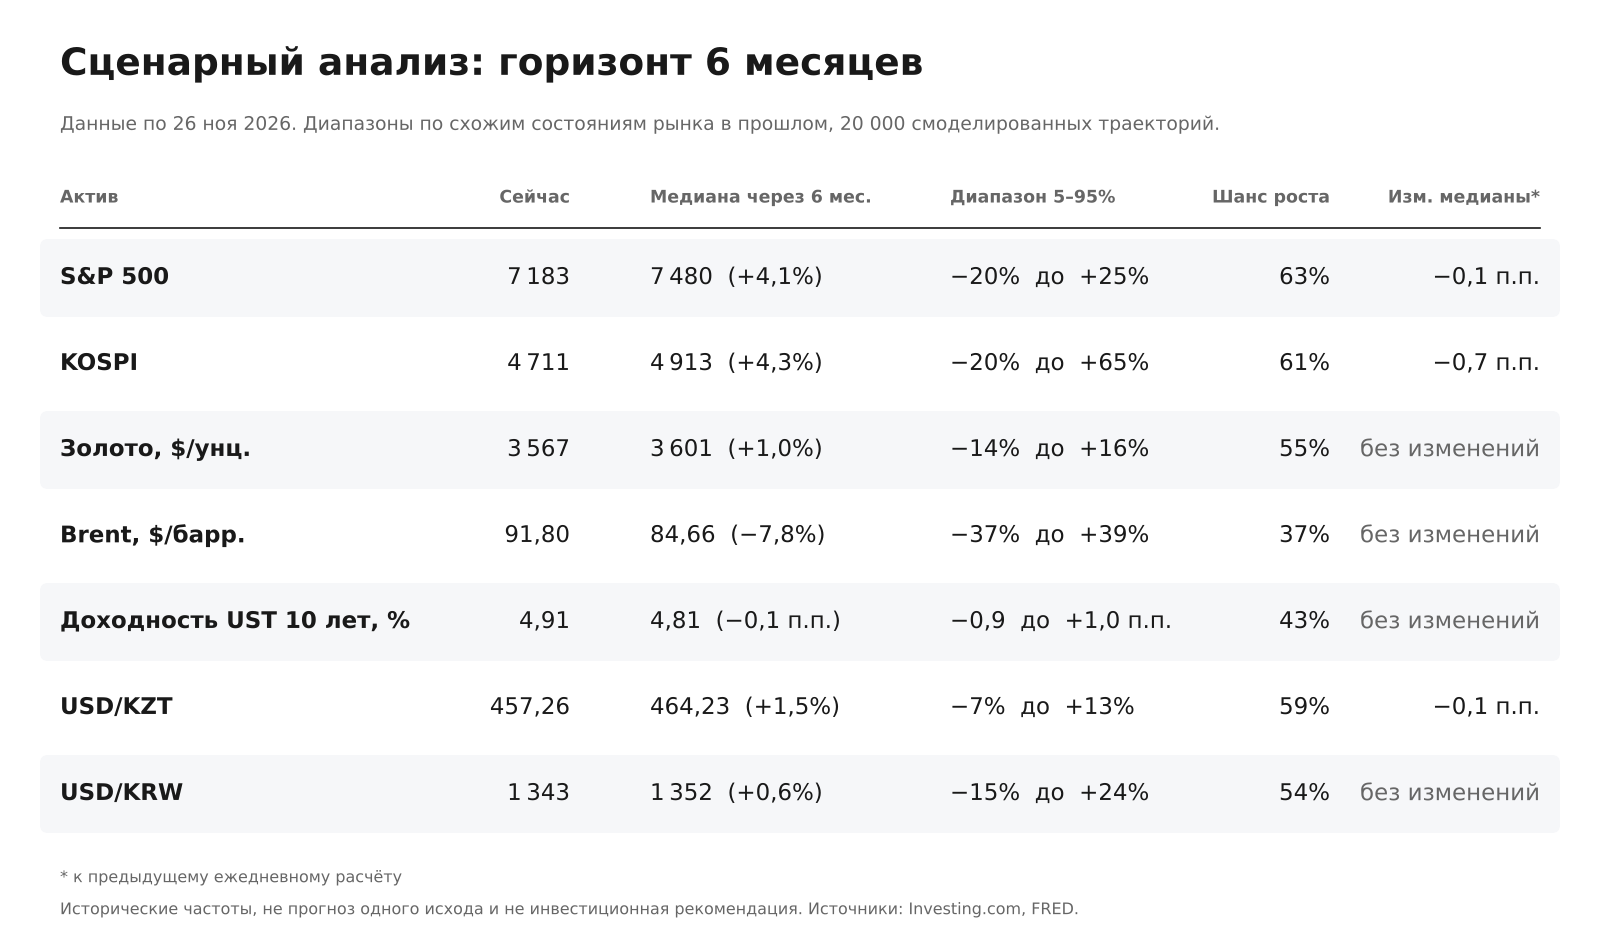 Сценарный анализ: горизонт 6 месяцев
Данные по 26 ноя 2026. Диапазоны по схожим состояниям рынка в прошлом, 20 000 смоделированных траекторий.
Актив Сейчас Медиана через 6 мес. Диапазон 5–95% Шанс роста Изм. медианы*
S&P 500 7 183 7 480 (+4,1%) −20% до +25% 63% −0,1 п.п.
KOSPI 4 711 4 913 (+4,3%) −20% до +65% 61% −0,7 п.п.
Золото, $/унц. 3 567 3 601 (+1,0%) −14% до +16% 55% без изменений
Brent, $/барр. 91,80 84,66 (−7,8%) −37% до +39% 37% без изменений
Доходность UST 10 лет, % 4,91 4,81 (−0,1 п.п.) −0,9 до +1,0 п.п. 43% без изменений
USD/KZT 457,26 464,23 (+1,5%) −7% до +13% 59% −0,1 п.п.
USD/KRW 1 343 1 352 (+0,6%) −15% до +24% 54% без изменений
* к предыдущему ежедневному расчёту
Исторические частоты, не прогноз одного исхода и не инвестиционная рекомендация. Источники: Investing.com, FRED.